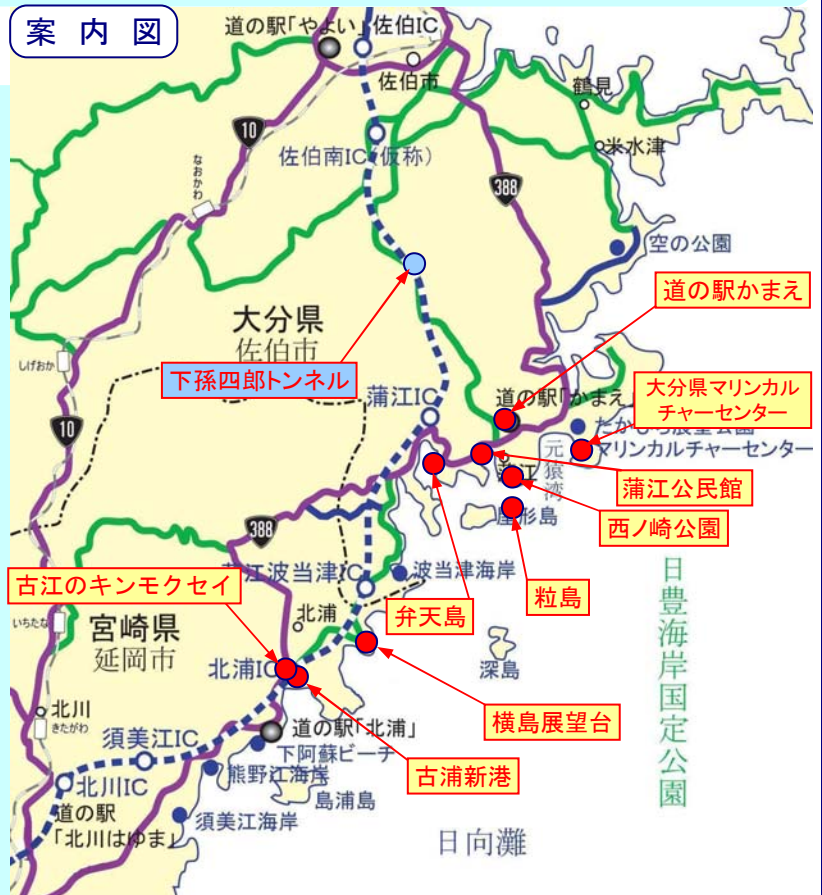 案内図
道の駅「やよい」
佐伯IC
佐伯市
鶴見
10
佐伯南IC(仮称)
米水津
なおかわ
388
空の公園
道の駅かまえ
大分県
佐伯市
しげおか
下孫四郎トンネル
蒲江IC
道の駅「かまえ」
大分県マリンカル
チャーセンター
10
マリンカルチャーセンター
元猿湾
蒲江
蒲江公民館
屋形島
西ノ崎公園
388
蒲江波当津IC
波当津海岸
古江のキンモクセイ
弁天島
粒島
いちたな
宮崎県
延岡市
北浦
日豊海岸国定公園
北浦IC
深島
横島展望台
北川
きたがわ
須美江IC
道の駅「北浦」
下阿蘇ビーチ
古浦新港
北川IC
熊野江海岸
島浦島
道の駅
「北川はゆま」
須美江海岸
日向灘